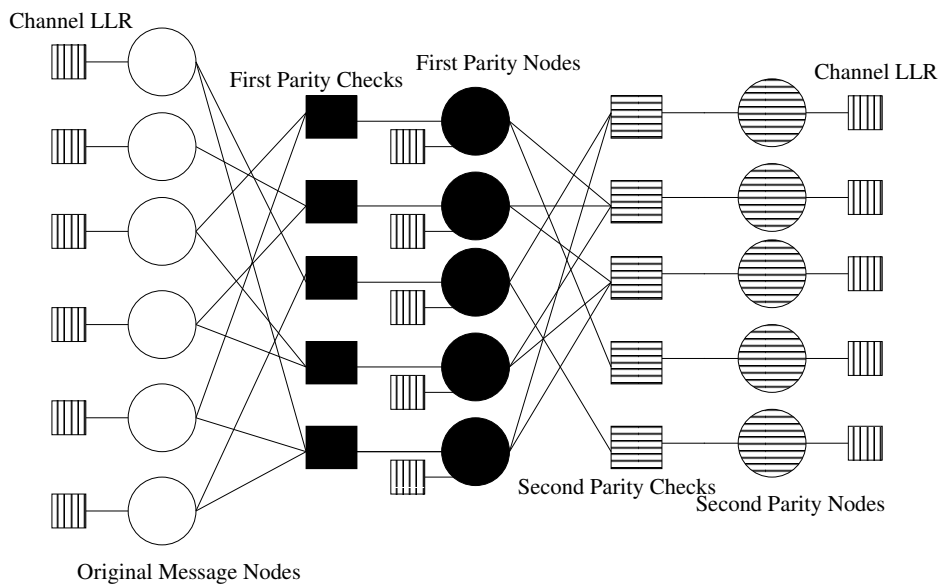 Channel LLR
First Parity Checks
First Parity Nodes
Channel LLR
Second Parity Checks
Second Parity Nodes
Original Message Nodes